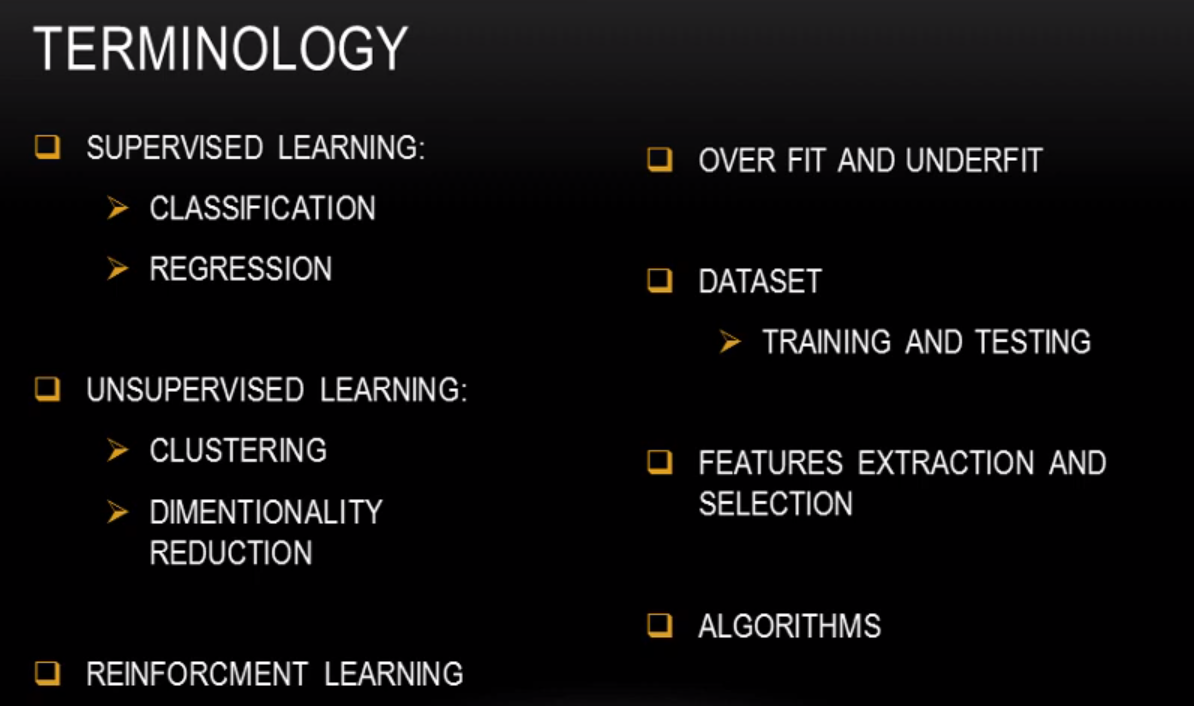 TERMINOLOGY
SUPERVISED LEARNING:
CLASSIFICATION
REGRESSION
UNSUPERVISED LEARNING:
CLUSTERING
DIMENTIONALITY
REDUCTION
REINFORCMENT LEARNING
OVER FIT AND UNDERFIT
DATASET
TRAINING AND TESTING
FEATURES EXTRACTION AND
SELECTION
ALGORITHMS